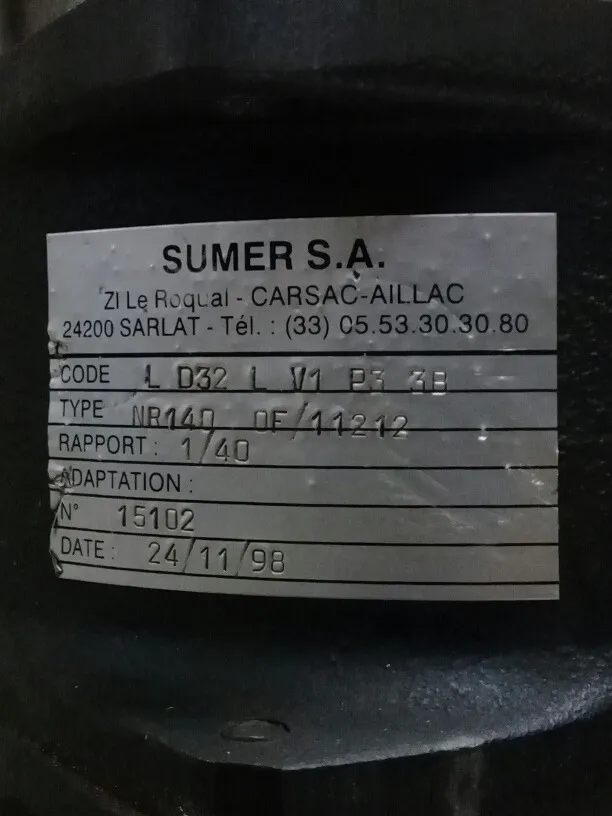 SUMER S.A.
ZI Le Roqual - CARSAC-AILLAC
24200 SARLAT - Tél. : (33) 05.53.30.30.80
CODE L D32 L V1 P3 3B
TYPE NR140 OF/11212
RAPPORT : 1/40
ADAPTATION :
N° 15102
DATE : 24/11/98